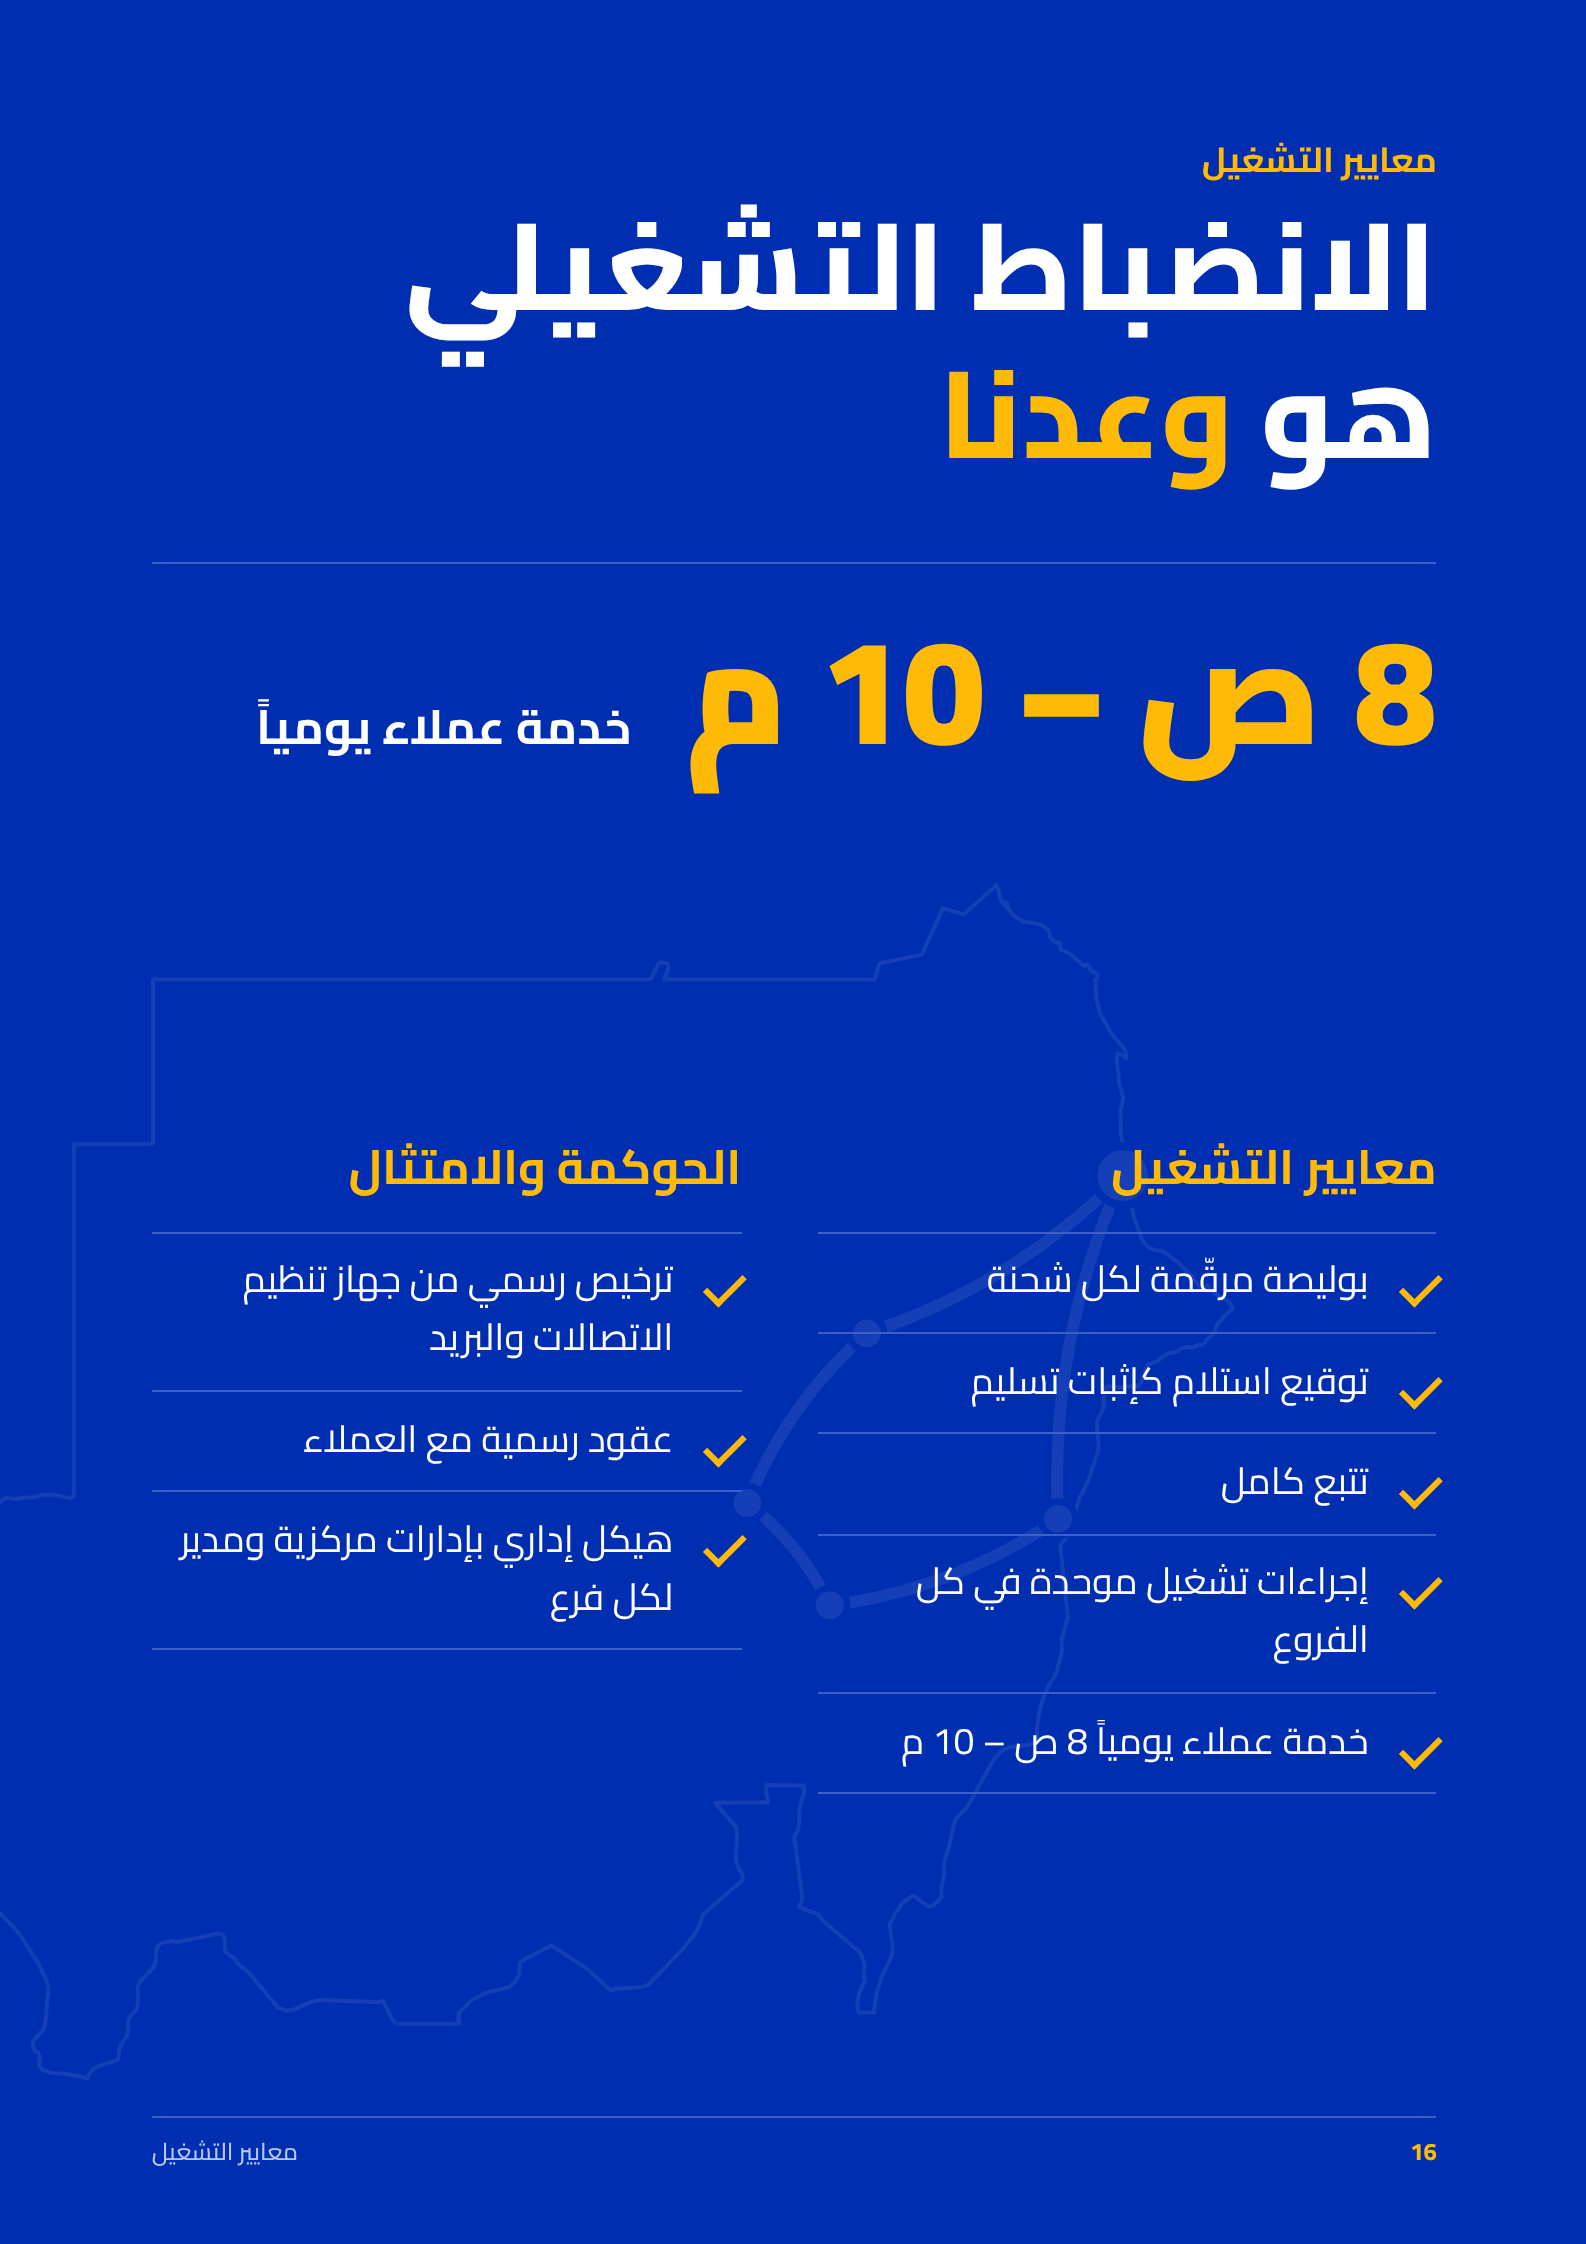 معايير التشغيل
الانضباط التشغيلي
هو وعدنا
8 ص – 10 م
خدمة عملاء يومياً
معايير التشغيل
بوليصة مرقّمة لكل شحنة
توقيع استلام كإثبات تسليم
تتبع كامل
إجراءات تشغيل موحدة في كل
الفروع
خدمة عملاء يومياً 8 ص – 10 م
الحوكمة والامتثال
ترخيص رسمي من جهاز تنظيم
الاتصالات والبريد
عقود رسمية مع العملاء
هيكل إداري بإدارات مركزية ومدير
لكل فرع
16
معايير التشغيل